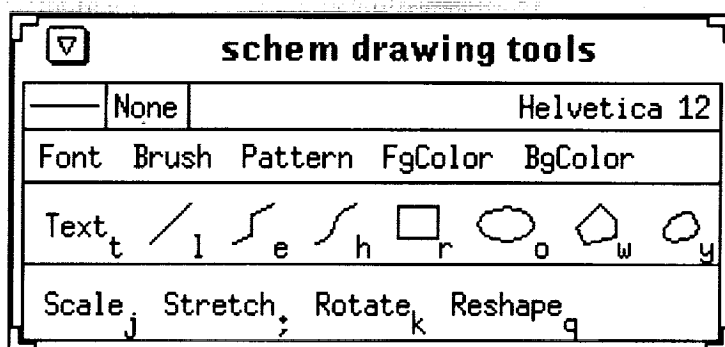 schem drawing tools
None Helvetica 12
Font Brush Pattern FgColor BgColor
Text t l e h r o w y
Scale j Stretch ; Rotate k Reshape q